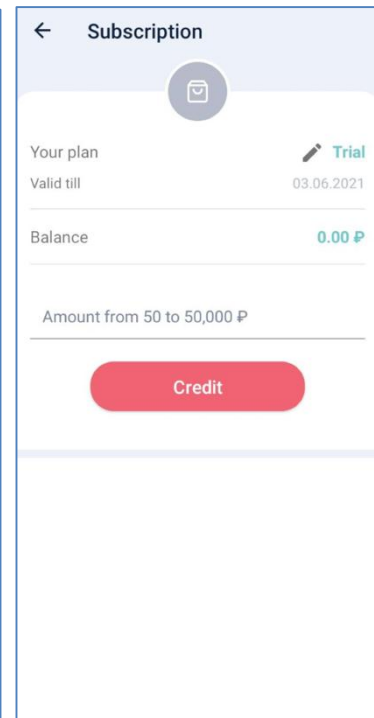 Subscription
Your plan Trial
Valid till 03.06.2021
Balance 0.00 ₽
Amount from 50 to 50,000 ₽
Credit